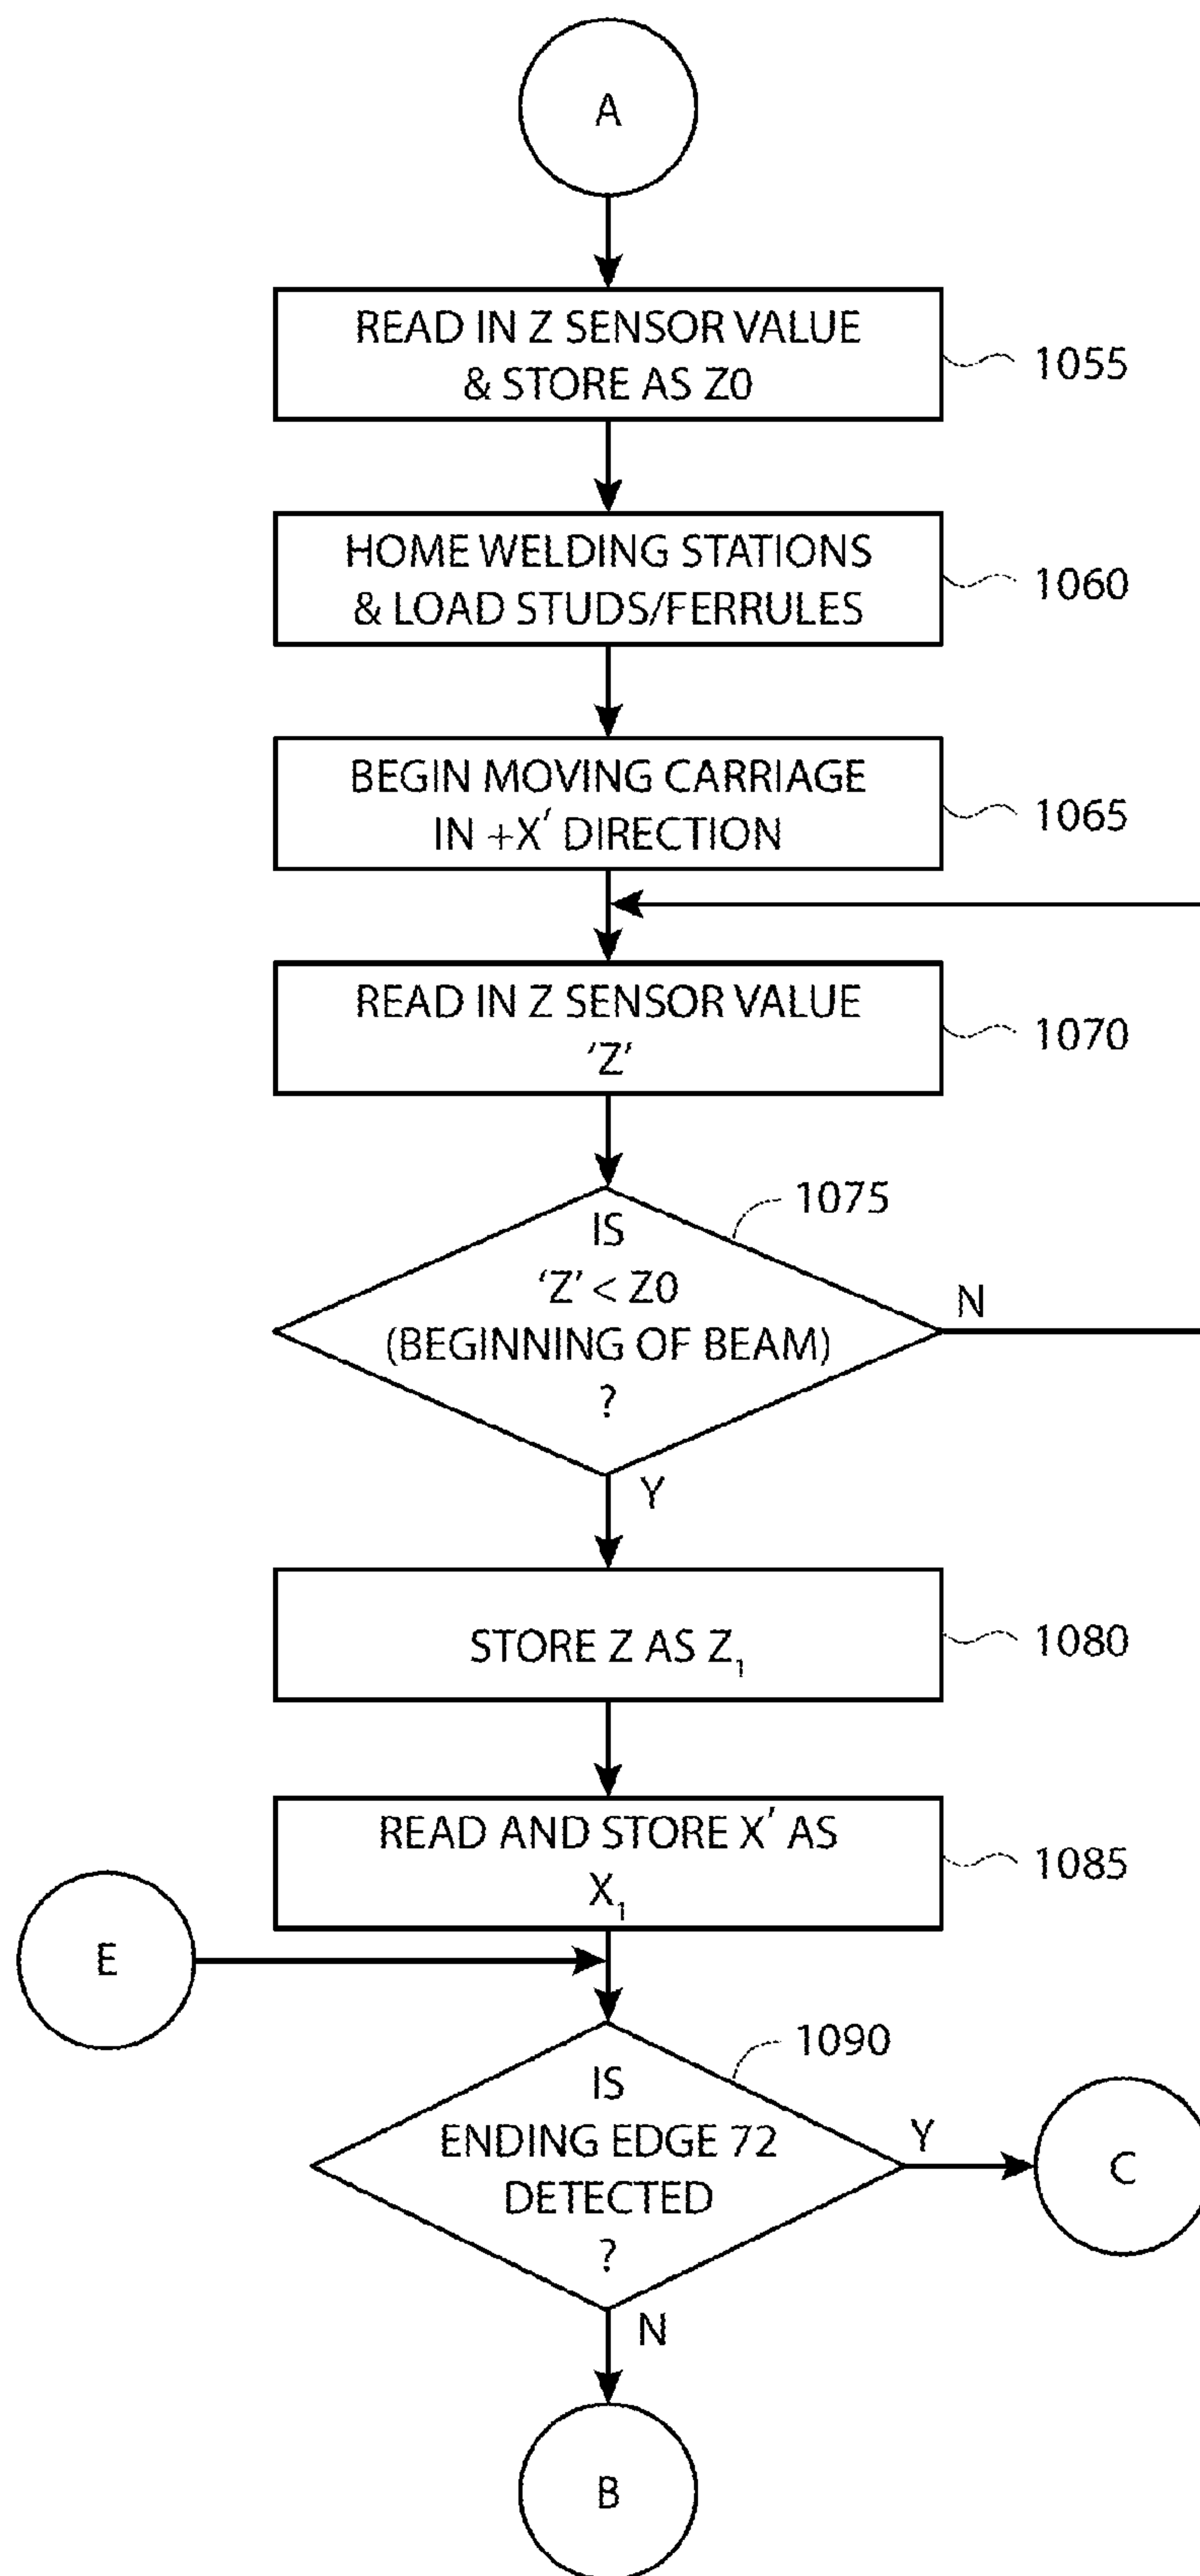 A
READ IN Z SENSOR VALUE
& STORE AS Z0
1055
HOME WELDING STATIONS
& LOAD STUDS/FERRULES
1060
BEGIN MOVING CARRIAGE
IN +X′ DIRECTION
1065
READ IN Z SENSOR VALUE
‘Z’
1070
1075
IS
‘Z’ < Z0
(BEGINNING OF BEAM)
?
N
Y
STORE Z AS Z₁
1080
READ AND STORE X′ AS
X₁
1085
E
1090
IS
ENDING EDGE 72
DETECTED
?
Y
C
N
B